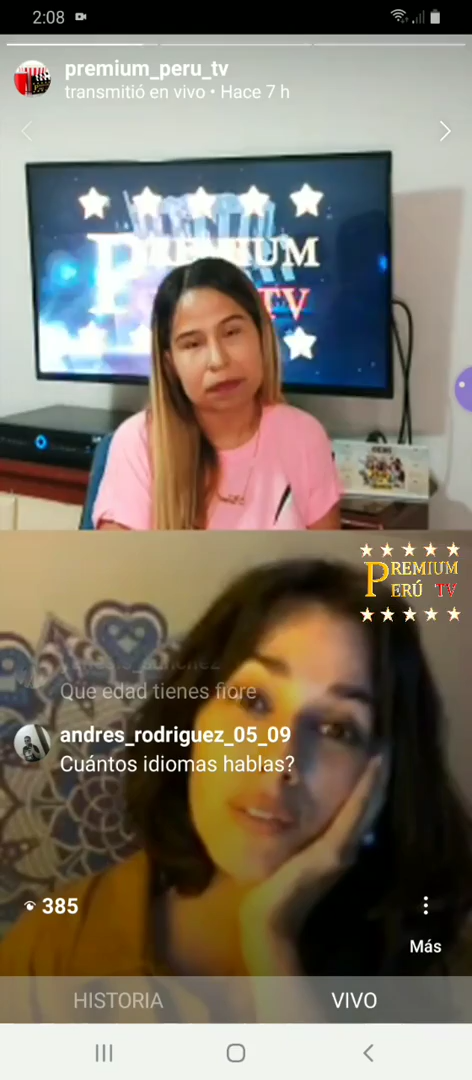 2:08
premium_peru_tv
transmitió en vivo • Hace 7 h
PREMIUM
TV
PREMIUM
PERÚ TV
Que edad tienes fiore
andres_rodriguez_05_09
Cuántos idiomas hablas?
385
Más
HISTORIA
VIVO